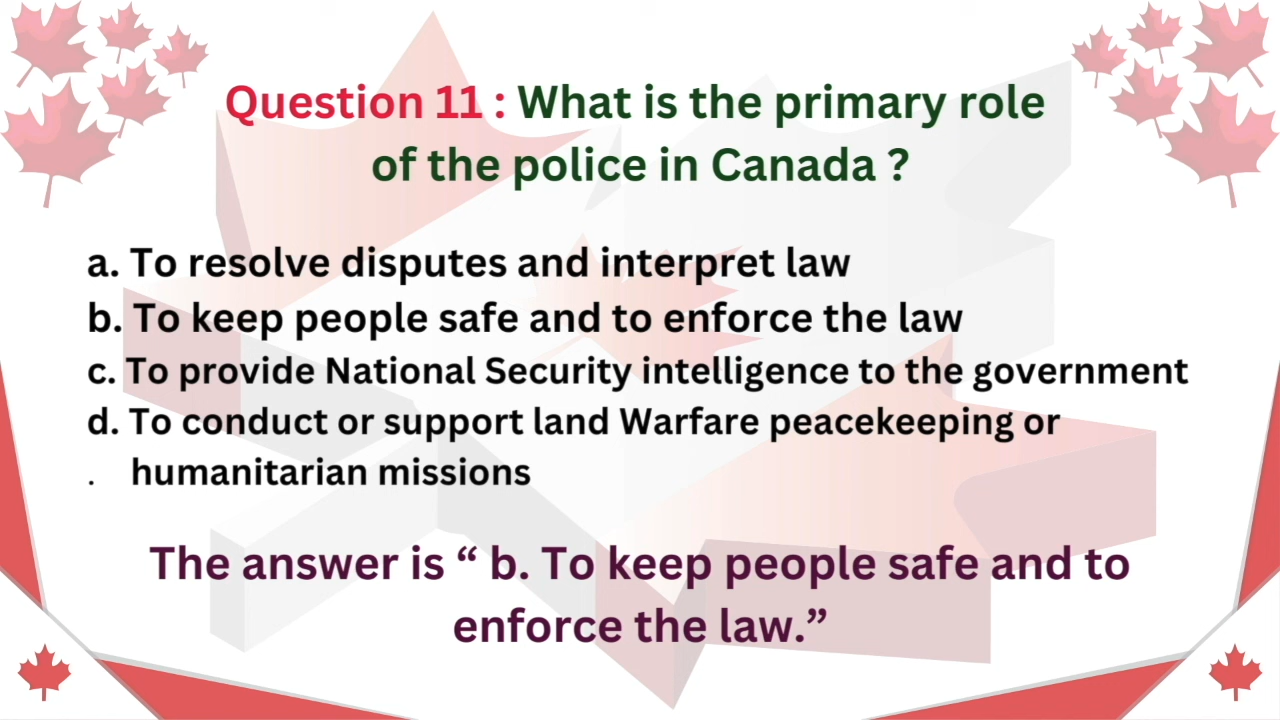 Question 11 : What is the primary role
of the police in Canada ?
a. To resolve disputes and interpret law
b. To keep people safe and to enforce the law
c. To provide National Security intelligence to the government
d. To conduct or support land Warfare peacekeeping or
. humanitarian missions
The answer is “ b. To keep people safe and to
enforce the law.”